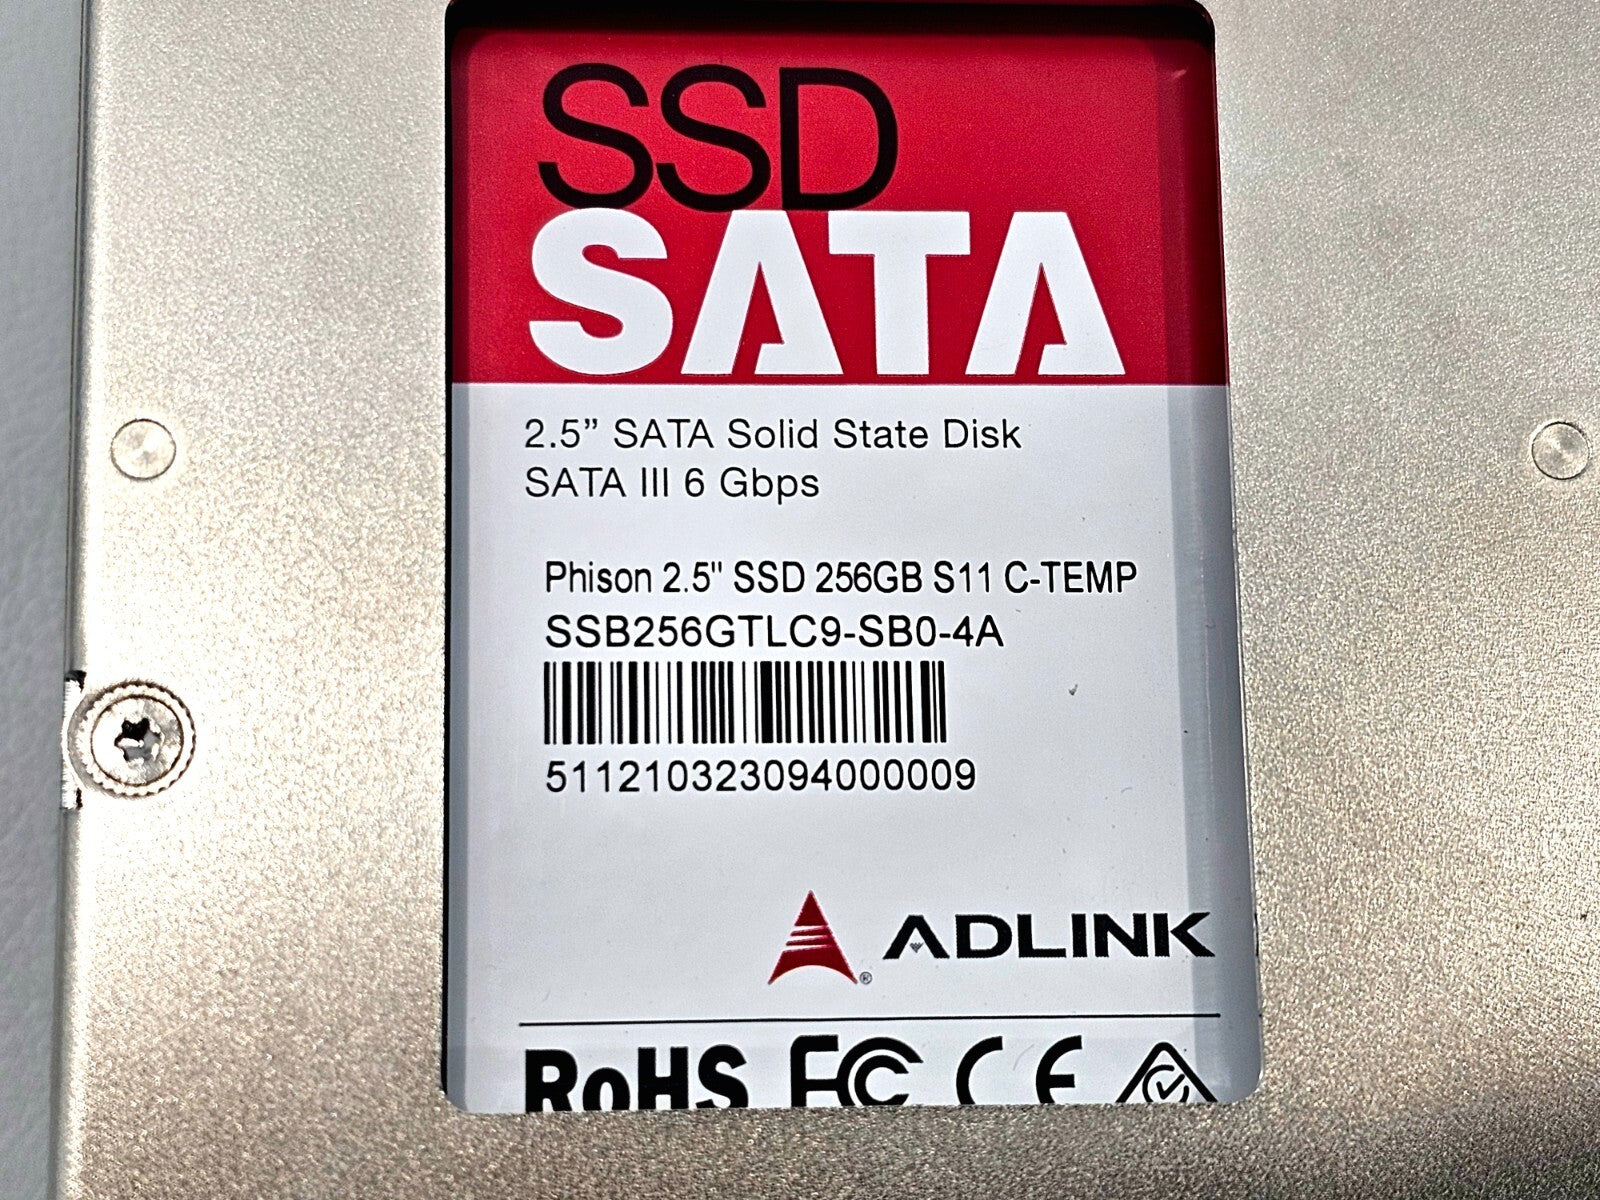 SSD
SATA
2.5” SATA Solid State Disk
SATA III 6 Gbps
Phison 2.5" SSD 256GB S11 C-TEMP
SSB256GTLC9-SB0-4A
511210323094000009
® ADLINK
RoHS FC CE